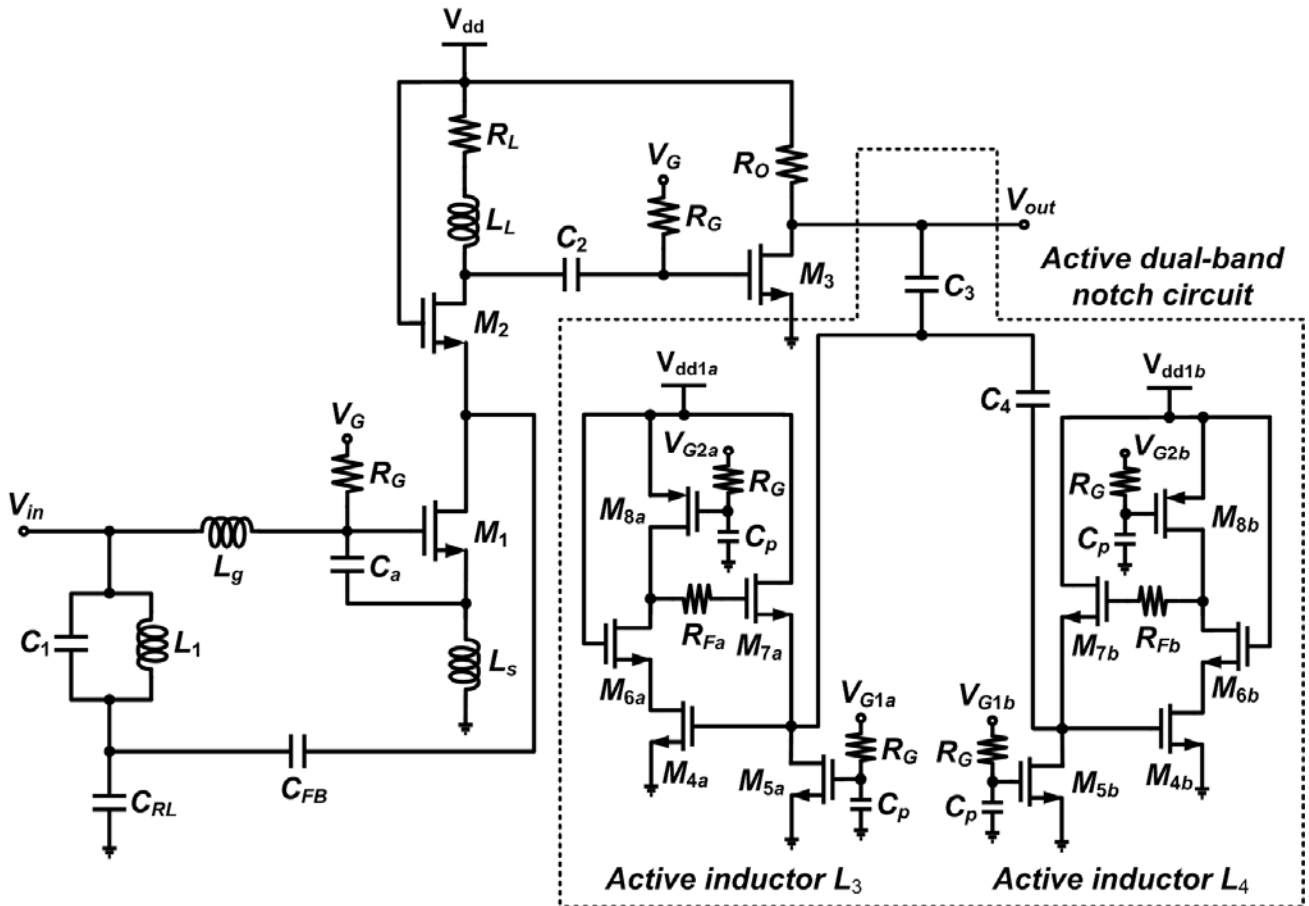 Vdd
RL
VG
RO
LL
RG
Vout
C2
M3
C3
Active dual-band
notch circuit
M2
Vdd1a
Vdd1b
C4
VG
VG2a
VG2b
RG
RG
RG
Vin
M8a
M8b
M1
Cp
Cp
Lg
Ca
RFa
M7a
M7b
RFb
C1
L1
Ls
M6a
M6b
VG1a
VG1b
RG
RG
M4a
M5a
M5b
M4b
CFB
CRL
Cp
Cp
Active inductor L3
Active inductor L4